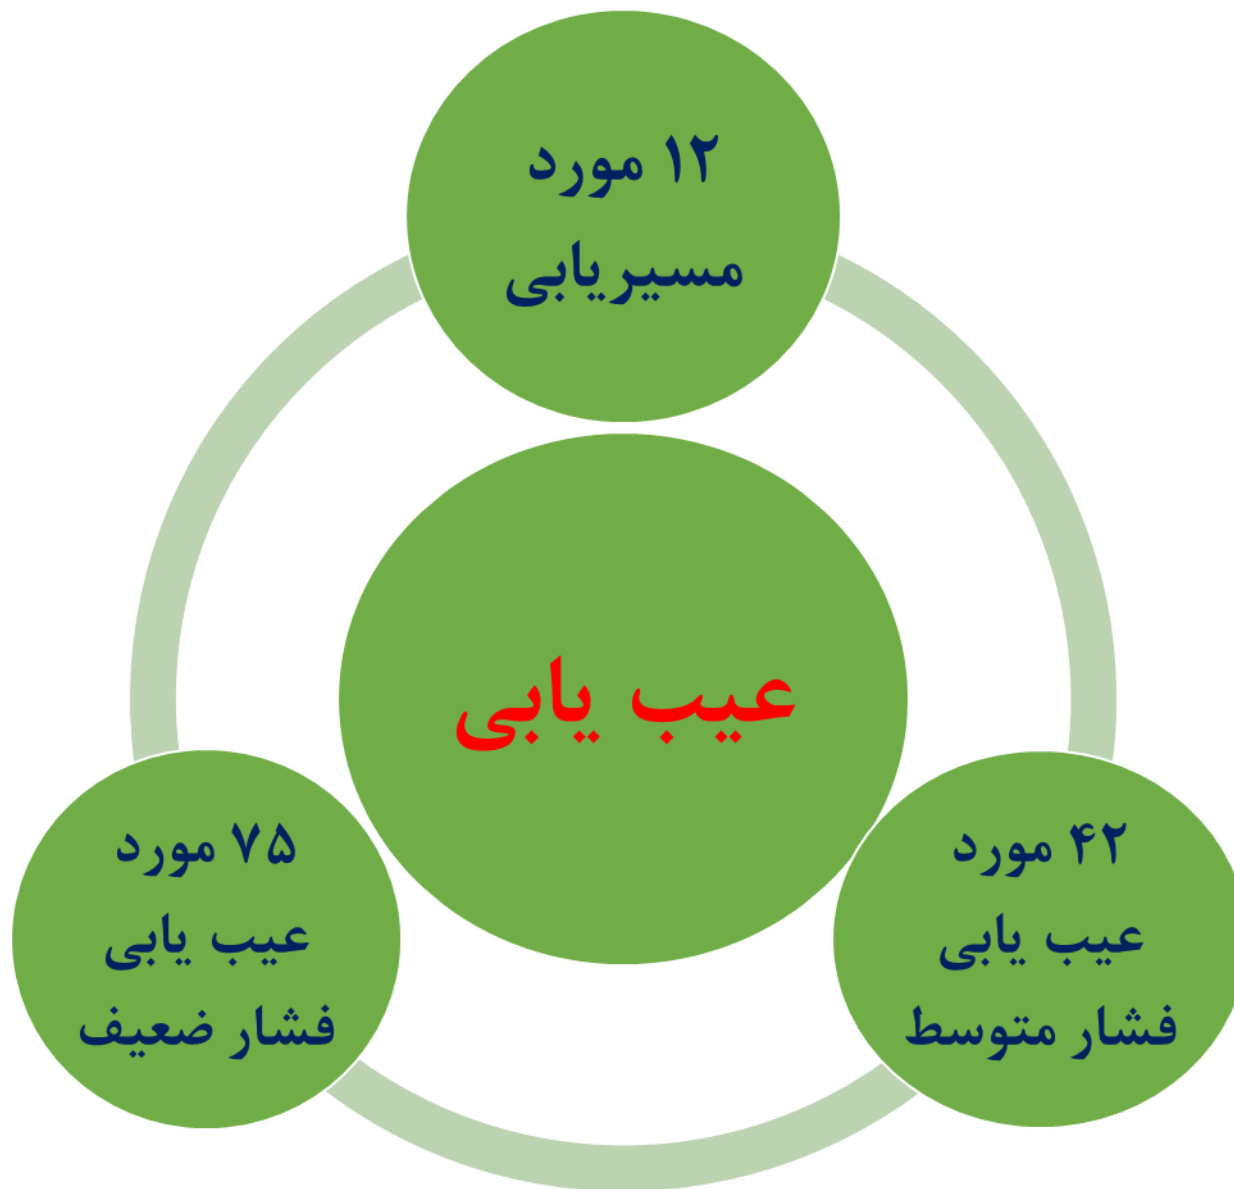 ۱۲ مورد
مسیریابی
عیب یابی
۴۲ مورد
عیب یابی
فشار متوسط
۷۵ مورد
عیب یابی
فشار ضعیف